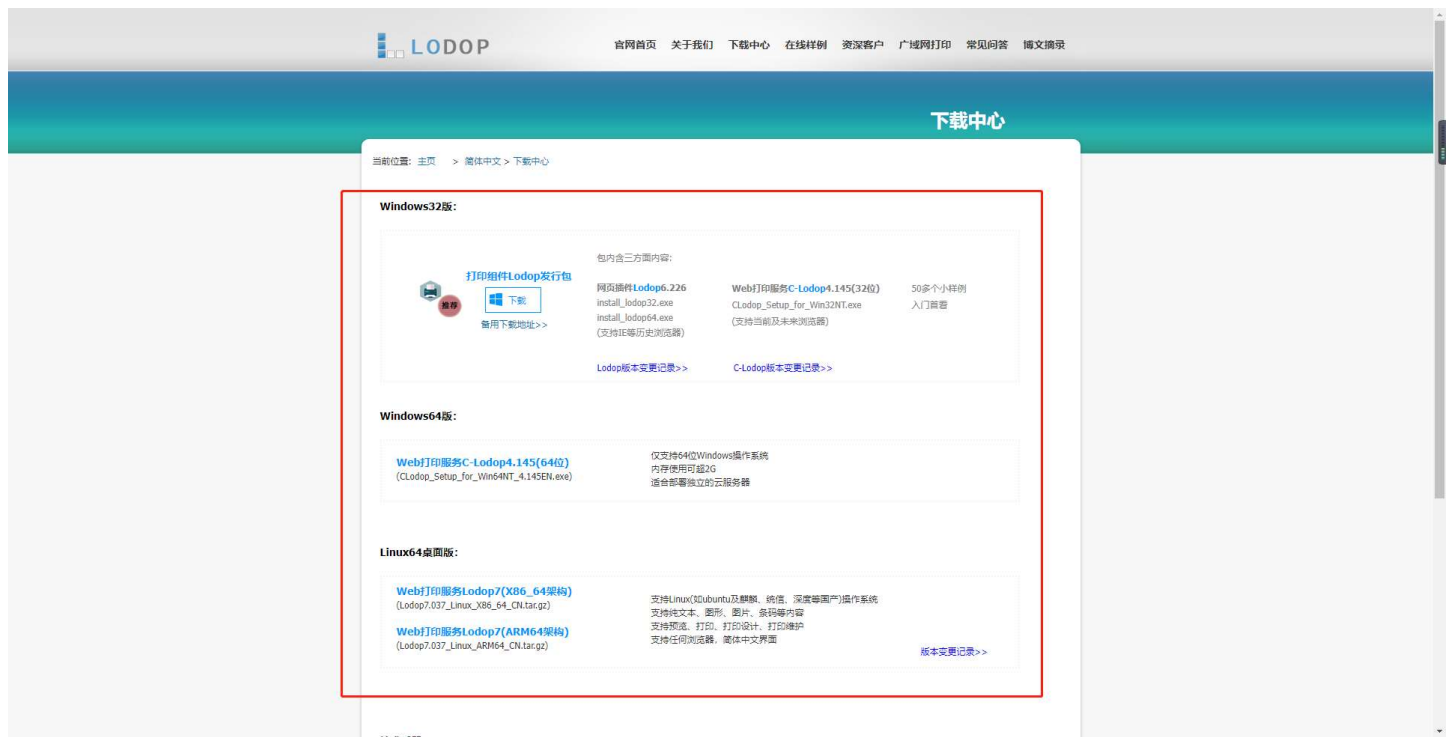 LODOP
官网首页 关于我们 下载中心 在线样例 资深客户 广域网打印 常见问答 博文摘录
下载中心
当前位置: 主页 > 简体中文 > 下载中心
Windows32版:
打印组件Lodop发行包
推荐
下载
备用下载地址>>
包内含三方面内容:
网页插件Lodop6.226
install_lodop32.exe
install_lodop64.exe
(支持IE等历史浏览器)
Lodop版本变更记录>>
Web打印服务C-Lodop4.145(32位)
CLodop_Setup_for_Win32NT.exe
(支持当前及未来浏览器)
C-Lodop版本变更记录>>
50多个小样例
入门首看
Windows64版:
Web打印服务C-Lodop4.145(64位)
(CLodop_Setup_for_Win64NT_4.145EN.exe)
仅支持64位Windows操作系统
内存使用可超2G
适合部署独立的云服务器
Linux64桌面版:
Web打印服务Lodop7(X86_64架构)
(Lodop7.037_Linux_X86_64_CN.tar.gz)
Web打印服务Lodop7(ARM64架构)
(Lodop7.037_Linux_ARM64_CN.tar.gz)
支持Linux(如ubuntu及麒麟、统信、深度等国产)操作系统
支持纯文本、图形、图片、条码等内容
支持预览、打印、打印设计、打印维护
支持任何浏览器，简体中文界面
版本变更记录>>